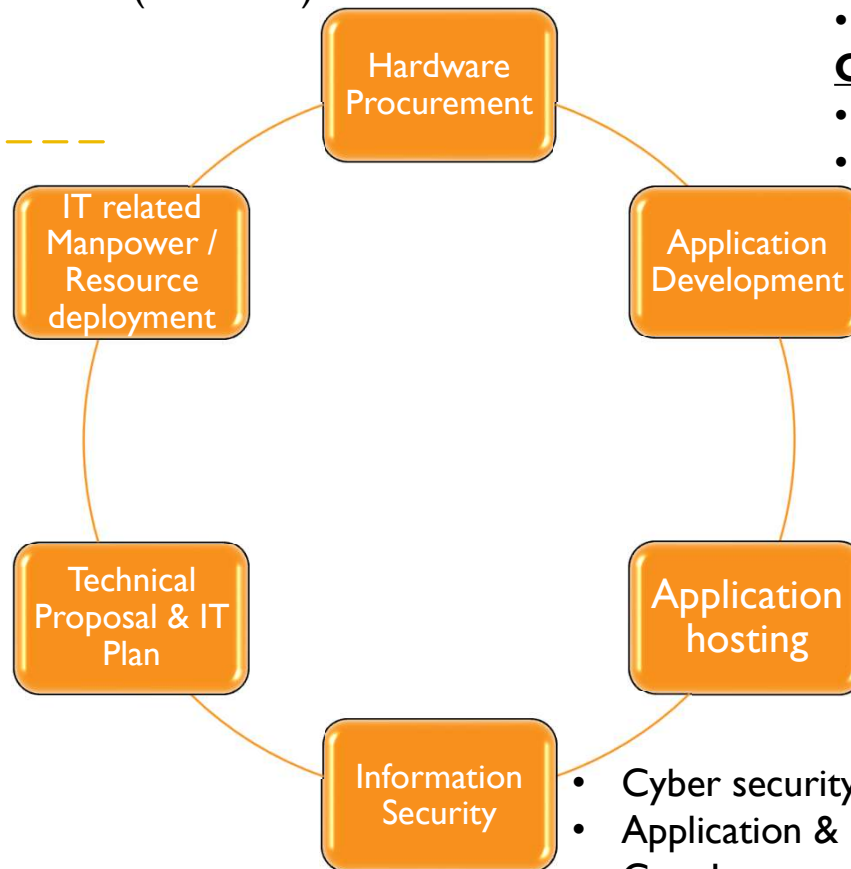 Hardware
Procurement
IT related
Manpower /
Resource
deployment
Application
Development
Technical
Proposal & IT
Plan
Application
hosting
Information
Security
• Cyber security
• Application &